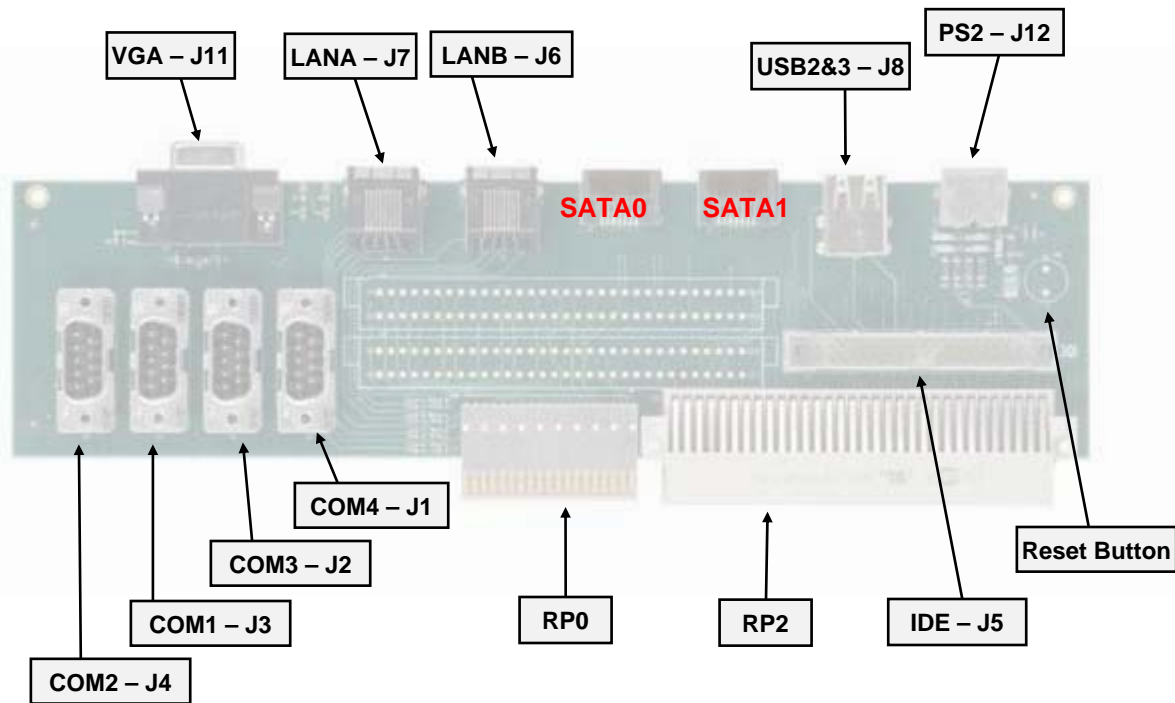 PS2 – J12
VGA – J11
LANA – J7
LANB – J6
USB2&3 – J8
SATA0
SATA1
COM4 – J1
COM3 – J2
Reset Button
COM1 – J3
RP0
RP2
IDE – J5
COM2 – J4